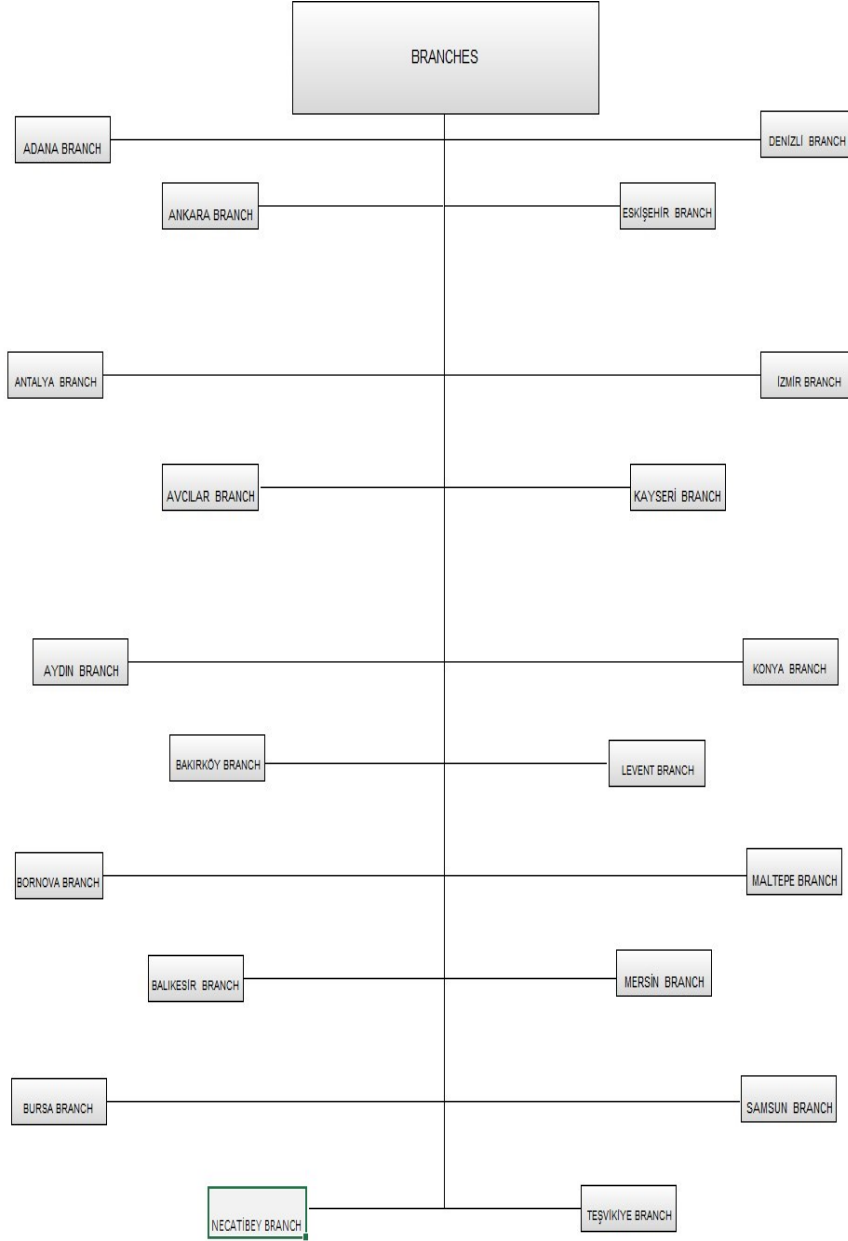 BRANCHES
ADANA BRANCH
DENİZLİ BRANCH
ANKARA BRANCH
ESKİŞEHİR BRANCH
ANTALYA BRANCH
İZMİR BRANCH
AVCILAR BRANCH
KAYSERİ BRANCH
AYDIN BRANCH
KONYA BRANCH
BAKIRKÖY BRANCH
LEVENT BRANCH
BORNOVA BRANCH
MALTEPE BRANCH
BALIKESİR BRANCH
MERSİN BRANCH
BURSA BRANCH
SAMSUN BRANCH
NECATİBEY BRANCH
TEŞVİKİYE BRANCH